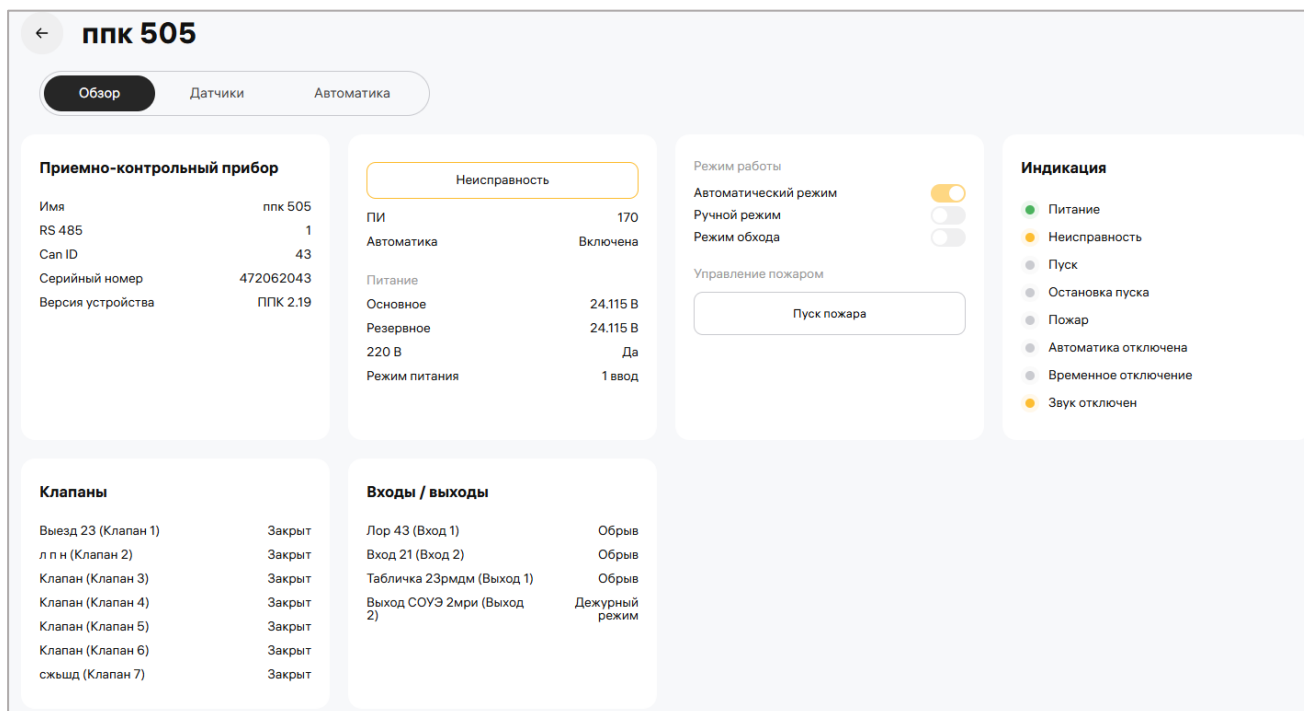 ппк 505
Обзор Датчики Автоматика
Приемно-контрольный прибор
Имя ппк 505
RS 485 1
Can ID 43
Серийный номер 472062043
Версия устройства ППК 2.19
Неисправность
ПИ 170
Автоматика Включена
Питание
Основное 24.115 В
Резервное 24.115 В
220 В Да
Режим питания 1 ввод
Режим работы
Автоматический режим
Ручной режим
Режим обхода
Управление пожаром
Пуск пожара
Индикация
Питание
Неисправность
Пуск
Остановка пуска
Пожар
Автоматика отключена
Временное отключение
Звук отключен
Клапаны
Выезд 23 (Клапан 1) Закрыт
л п н (Клапан 2) Закрыт
Клапан (Клапан 3) Закрыт
Клапан (Клапан 4) Закрыт
Клапан (Клапан 5) Закрыт
Клапан (Клапан 6) Закрыт
сжьщд (Клапан 7) Закрыт
Входы / выходы
Лор 43 (Вход 1) Обрыв
Вход 21 (Вход 2) Обрыв
Табличка 23рмдм (Выход 1) Обрыв
Выход СОУЭ 2мри (Выход Дежурный
2) режим